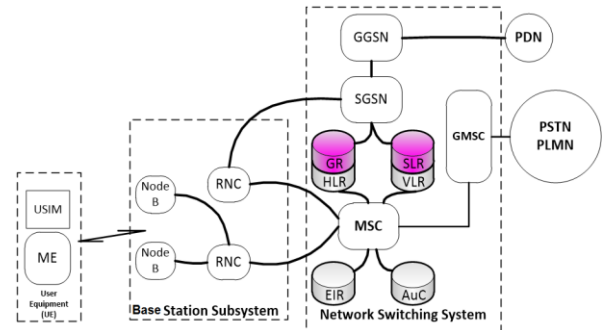 GGSN
PDN
SGSN
GMSC
PSTN
PLMN
GR
HLR
SLR
VLR
RNC
Node
B
USIM
ME
MSC
Node
B
RNC
EIR
AuC
User
Equipment
(UE)
Base Station Subsystem
Network Switching System